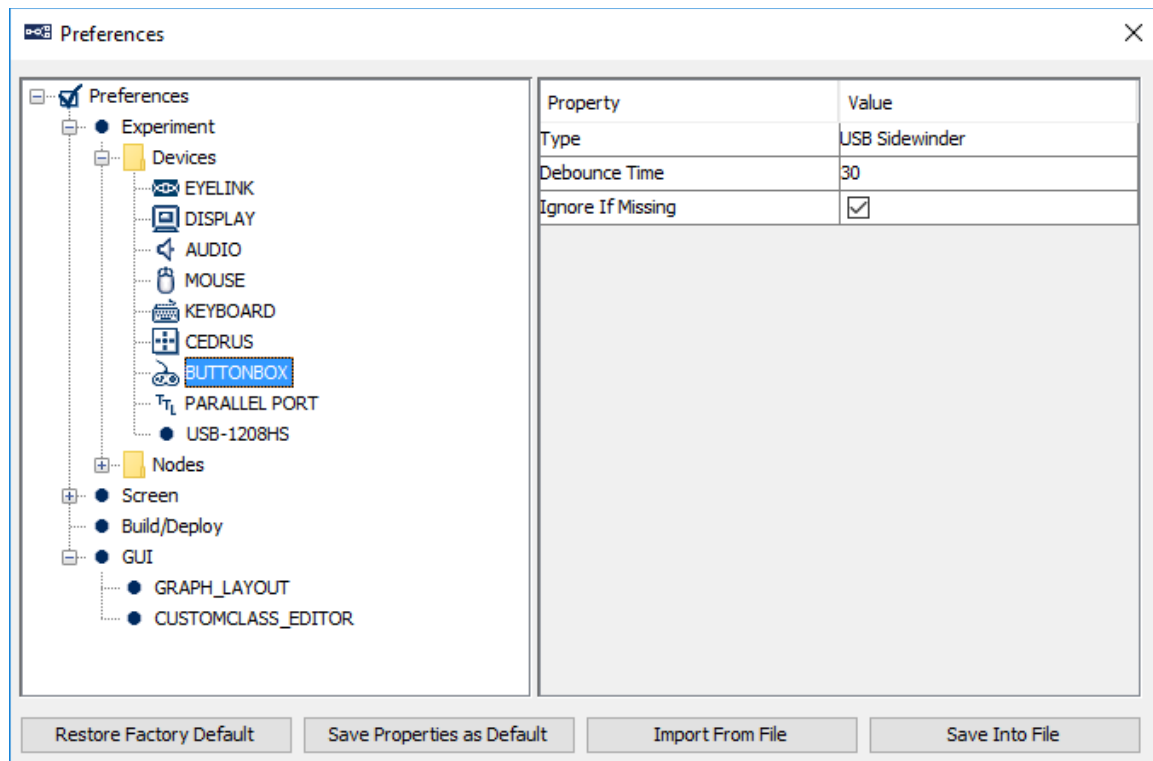 Preferences
Preferences
Experiment
Devices
EYELINK
DISPLAY
AUDIO
MOUSE
KEYBOARD
CEDRUS
BUTTONBOX
TTL PARALLEL PORT
USB-1208HS
Nodes
Screen
Build/Deploy
GUI
GRAPH_LAYOUT
CUSTOMCLASS_EDITOR
Property Value
Type USB Sidewinder
Debounce Time 30
Ignore If Missing
Restore Factory Default Save Properties as Default Import From File Save Into File